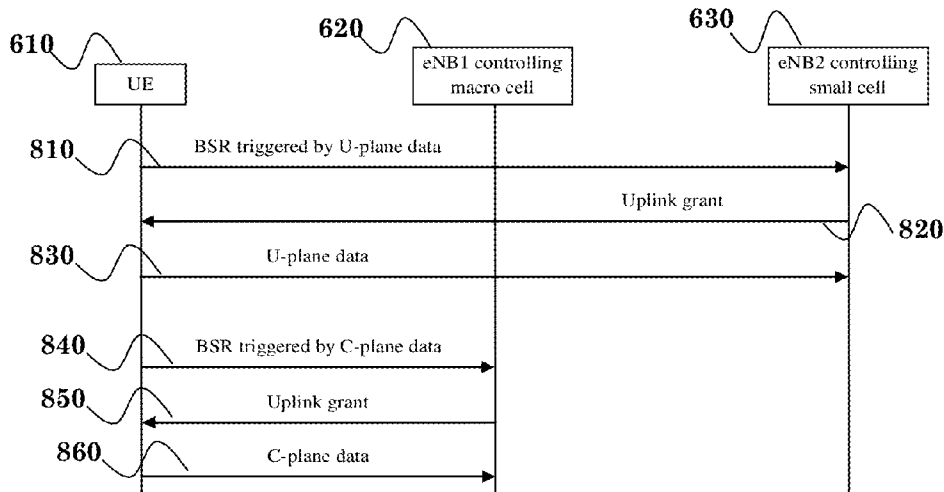 610
620
630
UE
eNB1 controlling
macro cell
eNB2 controlling
small cell
810
BSR triggered by U-plane data
Uplink grant
820
830
U-plane data
840
BSR triggered by C-plane data
850
Uplink grant
860
C-plane data